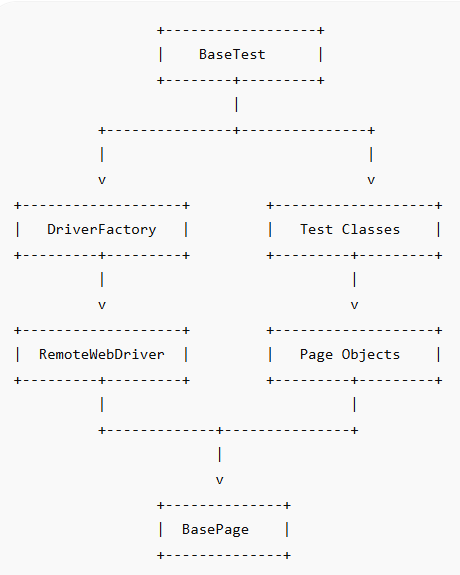 +------------------+
|    BaseTest      |
+--------+---------+
|
+---------------+---------------+
|                               |
v                               v
+-------------------+         +-------------------+
|   DriverFactory   |         |   Test Classes    |
+---------+---------+         +---------+---------+
|                             |
v                             v
+-------------------+         +-------------------+
|  RemoteWebDriver  |         |   Page Objects    |
+---------+---------+         +---------+---------+
|                             |
+-------------+---------------+
|
v
+--------------+
|  BasePage    |
+--------------+